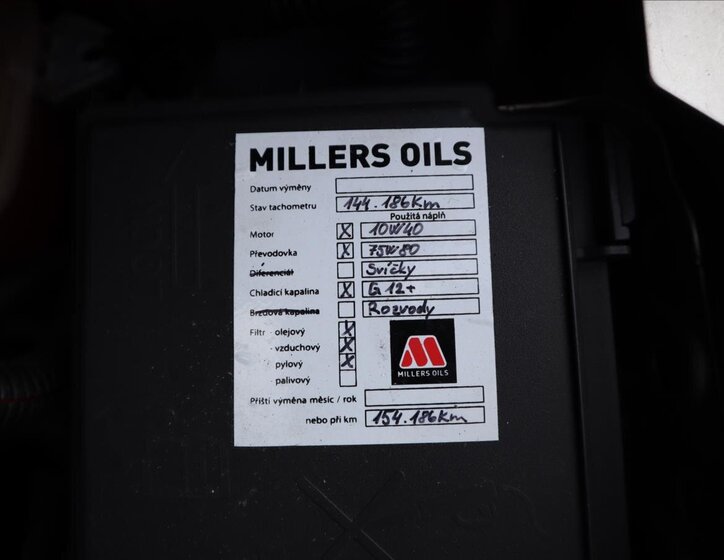 MILLERS OILS
Datum výměny
Stav tachometru 144.186Km
Použitá náplň
Motor X 10W40
Převodovka X 75W80
Diferenciál Svíčky
Chladicí kapalina X G12+
Brzdová kapalina Rozvody
Filtr - olejový X
- vzduchový X
- pylový X
- palivový
MILLERS OILS
Příští výměna měsíc / rok
nebo při km 154.186Km